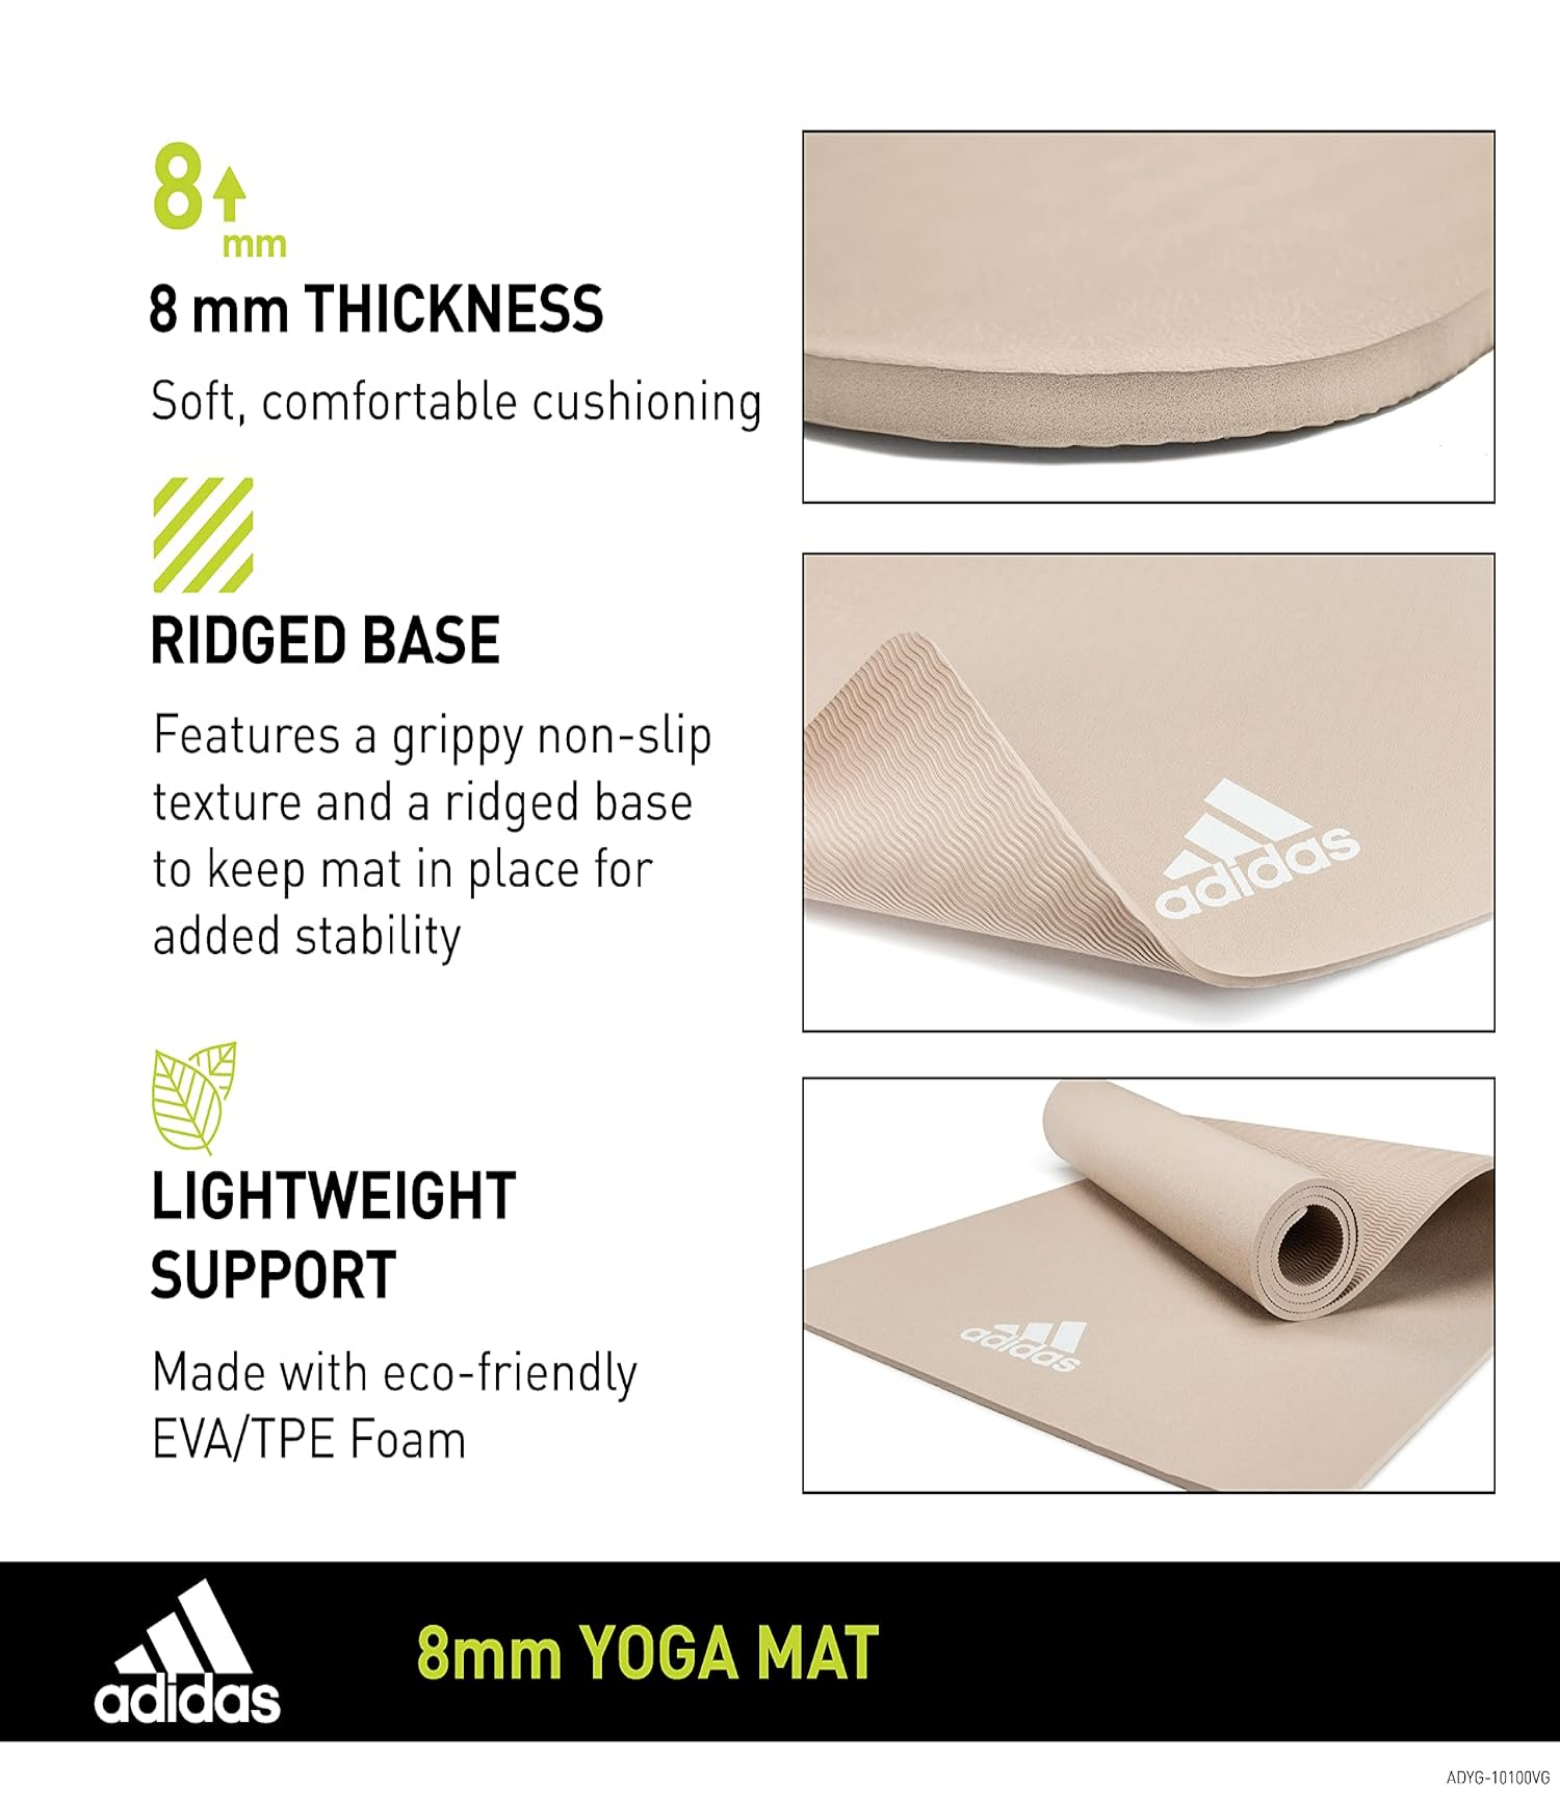 8
mm
8 mm THICKNESS
Soft, comfortable cushioning
RIDGED BASE
Features a grippy non-slip
texture and a ridged base
to keep mat in place for
added stability
adidas
LIGHTWEIGHT
SUPPORT
Made with eco-friendly
EVA/TPE Foam
adidas
adidas
8mm YOGA MAT
ADYG-10100VG